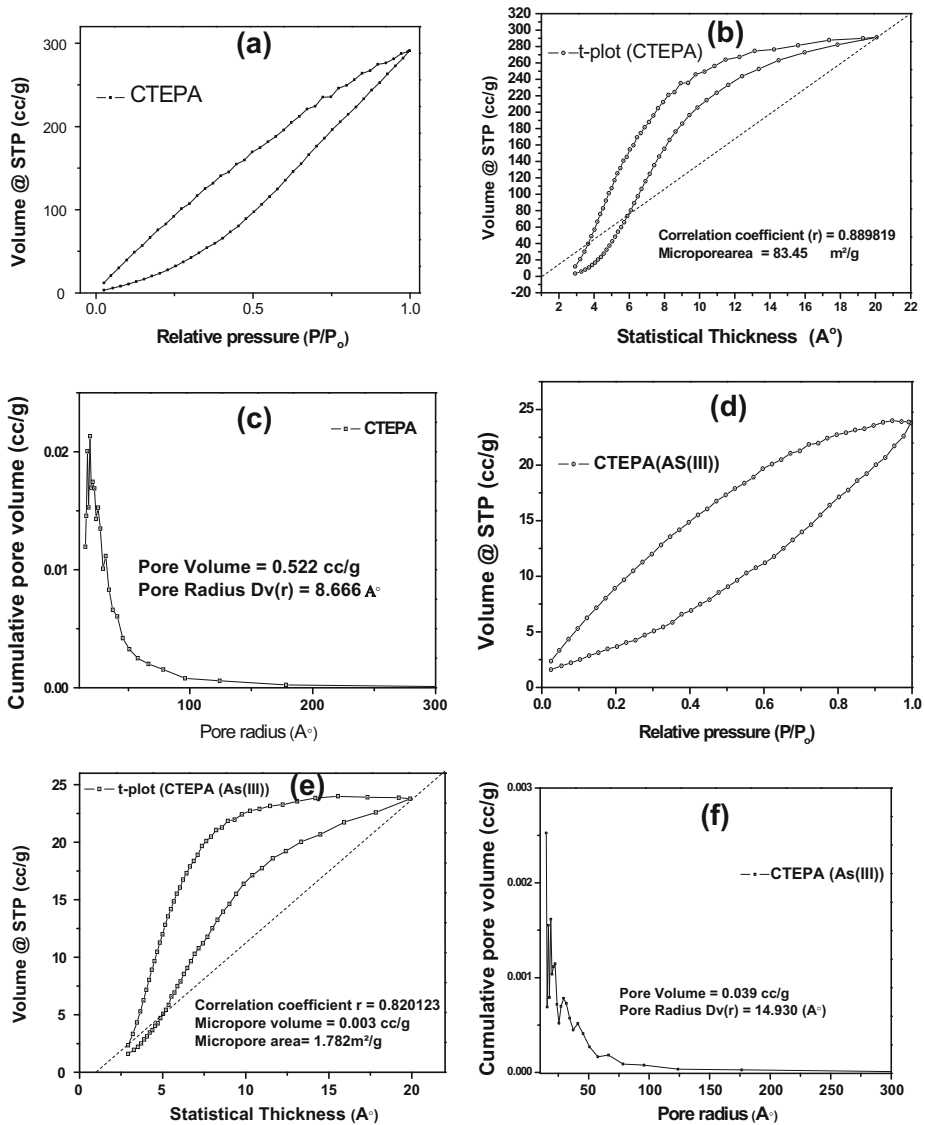 (a)
300
200
100
0
CTEPA
Volume @ STP (cc/g)
0.0
0.5
1.0
Relative pressure (P/Po)
(b)
320
300
280
260
240
220
200
180
160
140
120
100
80
60
40
20
0
-20
t-plot (CTEPA)
Volume @ STP (cc/g)
Correlation coefficient (r) = 0.889819
Microporearea = 83.45 m²/g
2 4 6 8 10 12 14 16 18 20 22
Statistical Thickness (A°)
(c)
CTEPA
0.02
0.01
0.00
Cumulative pore volume (cc/g)
Pore Volume = 0.522 cc/g
Pore Radius Dv(r) = 8.666 A°
100 200 300
Pore radius (A°)
(d)
25
20
15
10
5
0
CTEPA(AS(III))
Volume @ STP (cc/g)
0.0 0.2 0.4 0.6 0.8 1.0
Relative pressure (P/Po)
(e)
25
20
15
10
5
0
t-plot (CTEPA (As(III))
Volume @ STP (cc/g)
Correlation coefficient r = 0.820123
Micropore volume = 0.003 cc/g
Micropore area= 1.782m²/g
0 5 10 15 20
Statistical Thickness (A°)
(f)
0.003
0.002
0.001
0.000
CTEPA (As(III))
Cumulative pore volume (cc/g)
Pore Volume = 0.039 cc/g
Pore Radius Dv(r) = 14.930 (A°)
50 100 150 200 250 300
Pore radius (A°)